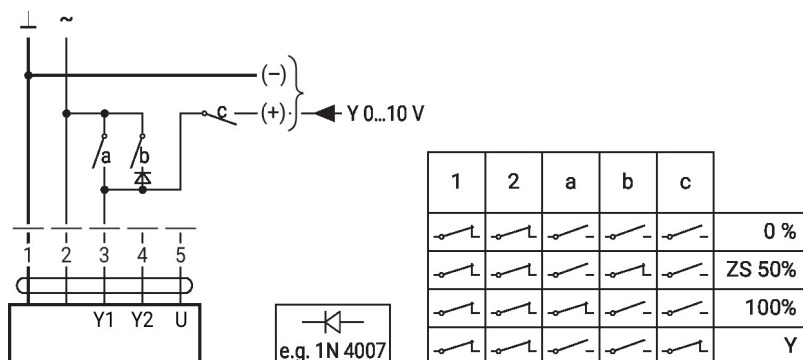 ⊥ ~
(–)
c (+) Y 0...10 V
a b
1 2 3 4 5
Y1 Y2 U
e.g. 1N 4007
1 2 a b c
0 %
ZS 50%
100%
Y